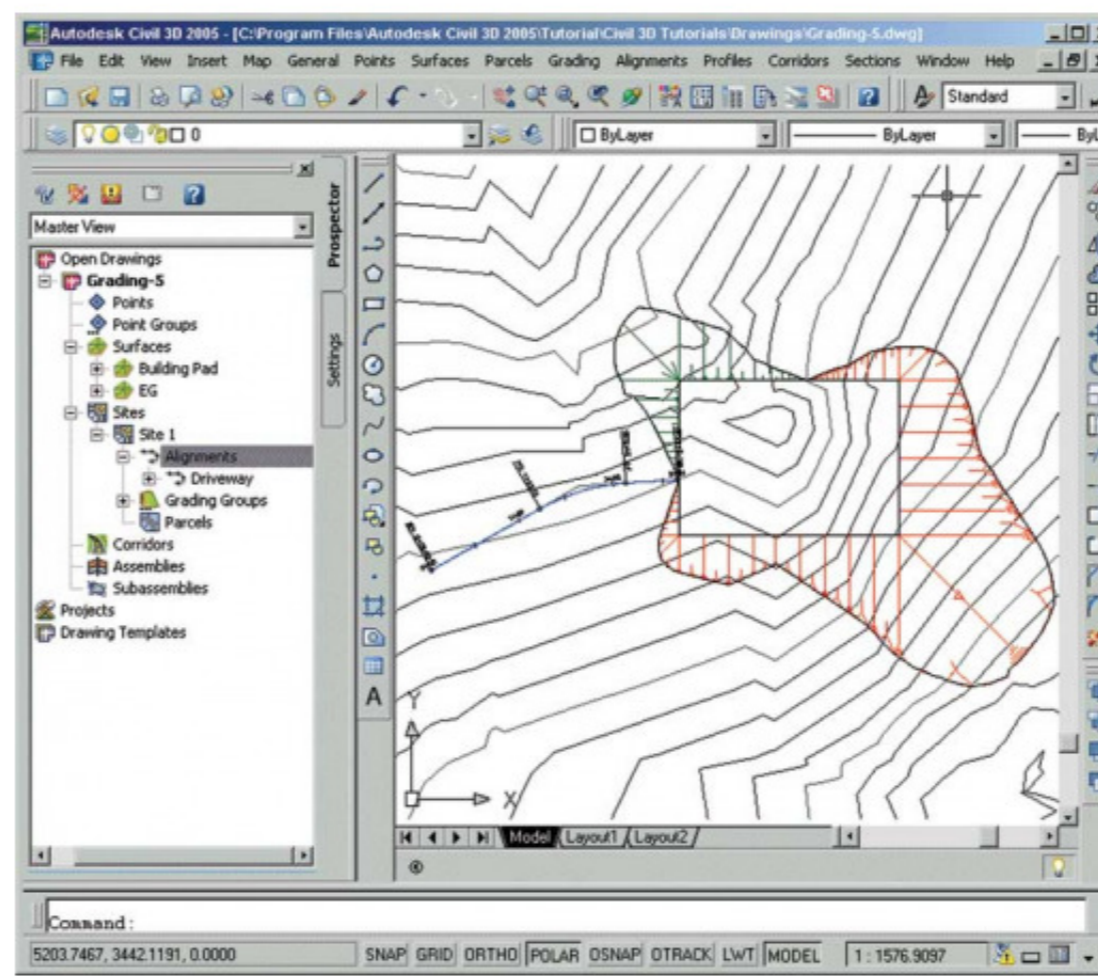 Autodesk Civil 3D 2005 - [C:\Program Files\Autodesk Civil 3D 2005\Tutorial\Civil 3D Tutorials\Drawings\Grading-5.dwg]
File Edit View Insert Map General Points Surfaces Parcels Grading Alignments Profiles Corridors Sections Window Help
Standard
0
ByLayer
ByLayer
ByL
Master View
Prospector
Settings
Open Drawings
Grading-5
Points
Point Groups
Surfaces
Building Pad
EG
Sites
Site 1
Alignments
Driveway
Grading Groups
Parcels
Corridors
Assemblies
Subassemblies
Projects
Drawing Templates
A
Y
X
Model Layout1 Layout2
Command:
5203.7467, 3442.1191, 0.0000 SNAP GRID ORTHO POLAR OSNAP OTRACK LWT MODEL 1 : 1576.9097